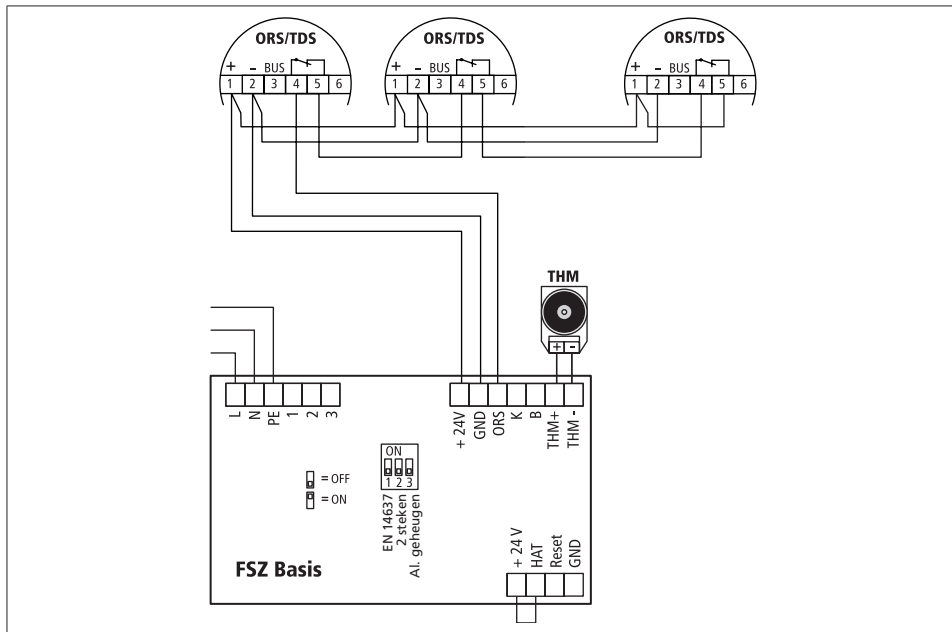 ORS/TDS
+ - BUS
1 2 3 4 5 6
ORS/TDS
+ - BUS
1 2 3 4 5 6
ORS/TDS
+ - BUS
1 2 3 4 5 6
THM
+ -
L
N
PE
1
2
3
+ 24V
GND
ORS
K
B
THM+
THM -
= OFF
= ON
ON
1 2 3
EN 14637
2 steken
Al. geheugen
FSZ Basis
+ 24 V
HAT
Reset
GND